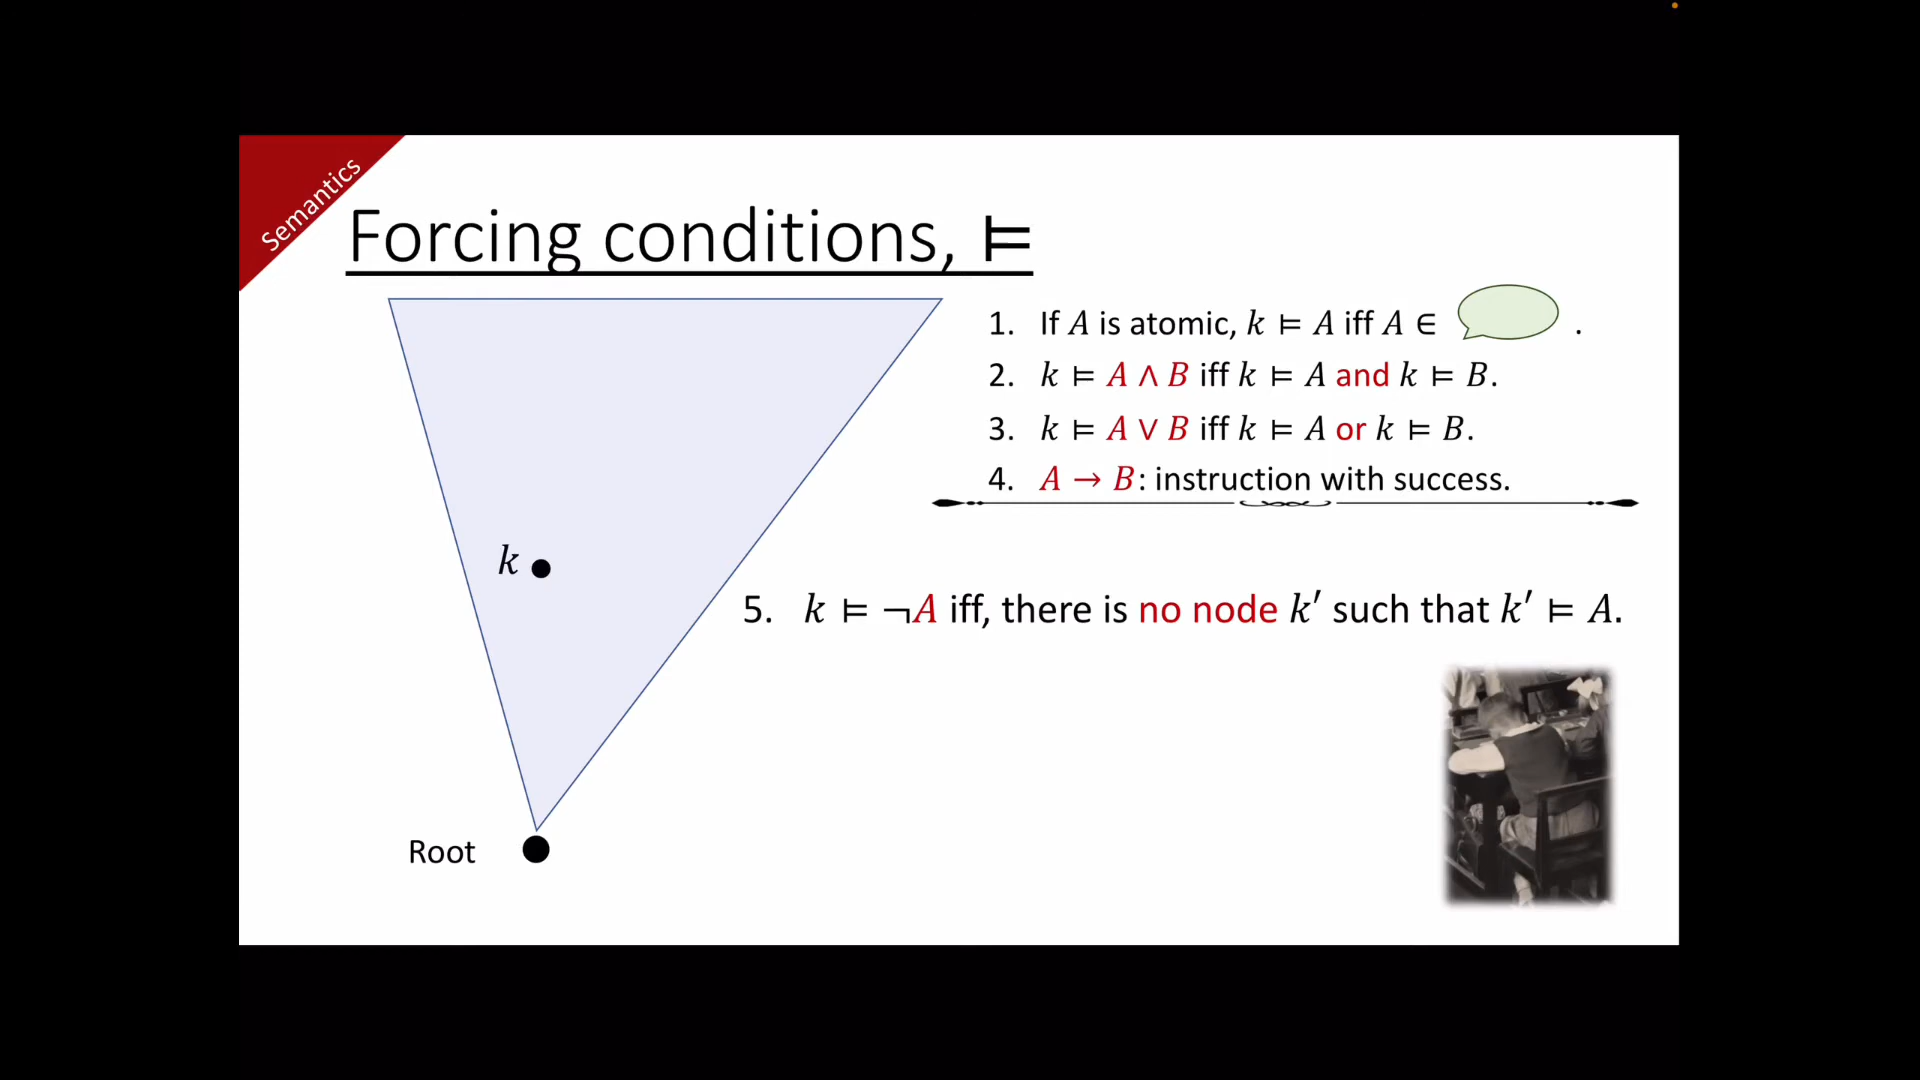 Semantics
Forcing conditions, ⊨
1. If A is atomic, k ⊨ A iff A ∈ .
2. k ⊨ A ∧ B iff k ⊨ A and k ⊨ B.
3. k ⊨ A ∨ B iff k ⊨ A or k ⊨ B.
4. A → B: instruction with success.
k
5. k ⊨ ¬A iff, there is no node k′ such that k′ ⊨ A.
Root